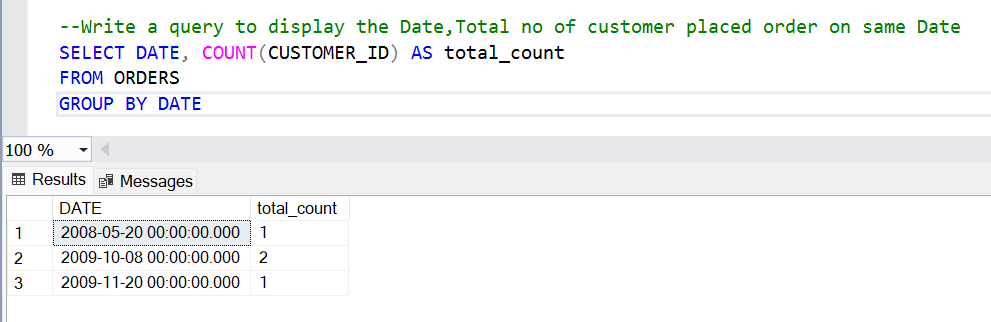 --Write a query to display the Date,Total no of customer placed order on same Date
SELECT DATE, COUNT(CUSTOMER_ID) AS total_count
FROM ORDERS
GROUP BY DATE
100 %
Results Messages
DATE total_count
1 2008-05-20 00:00:00.000 1
2 2009-10-08 00:00:00.000 2
3 2009-11-20 00:00:00.000 1